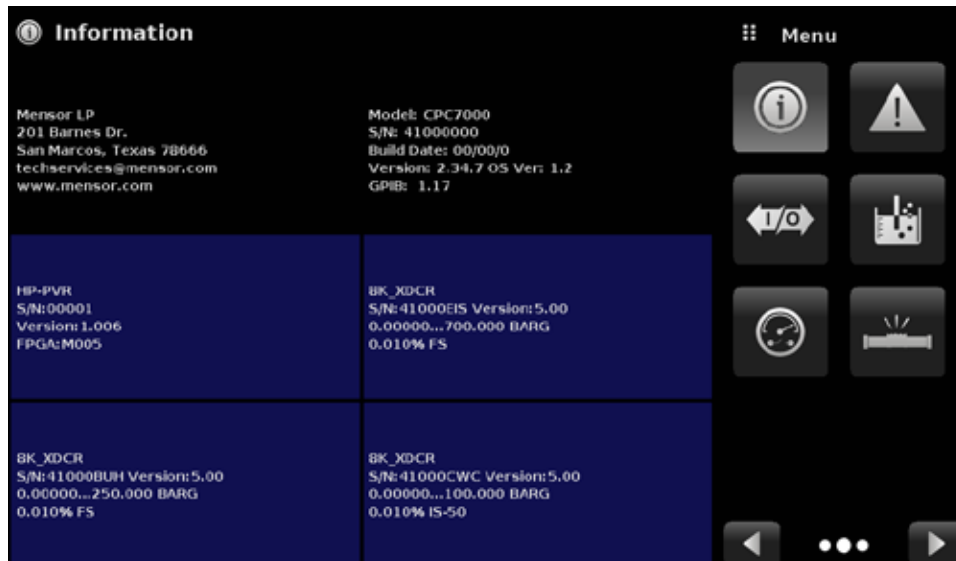 Information
Mensor LP
201 Barnes Dr.
San Marcos, Texas 78666
techservices@mensor.com
www.mensor.com
Model: CPC7000
S/N: 41000000
Build Date: 00/00/0
Version: 2.34.7 OS Ver: 1.2
GPIB: 1.17
HP-PVR
S/N:00001
Version:1.006
FPGA:M005
8K_XDCR
S/N:41000EIS Version:5.00
0.00000...700.000 BARG
0.010% FS
8K_XDCR
S/N:41000BUH Version:5.00
0.00000...250.000 BARG
0.010% FS
8K_XDCR
S/N:41000CWC Version:5.00
0.00000...100.000 BARG
0.010% IS-50
Menu
I/O